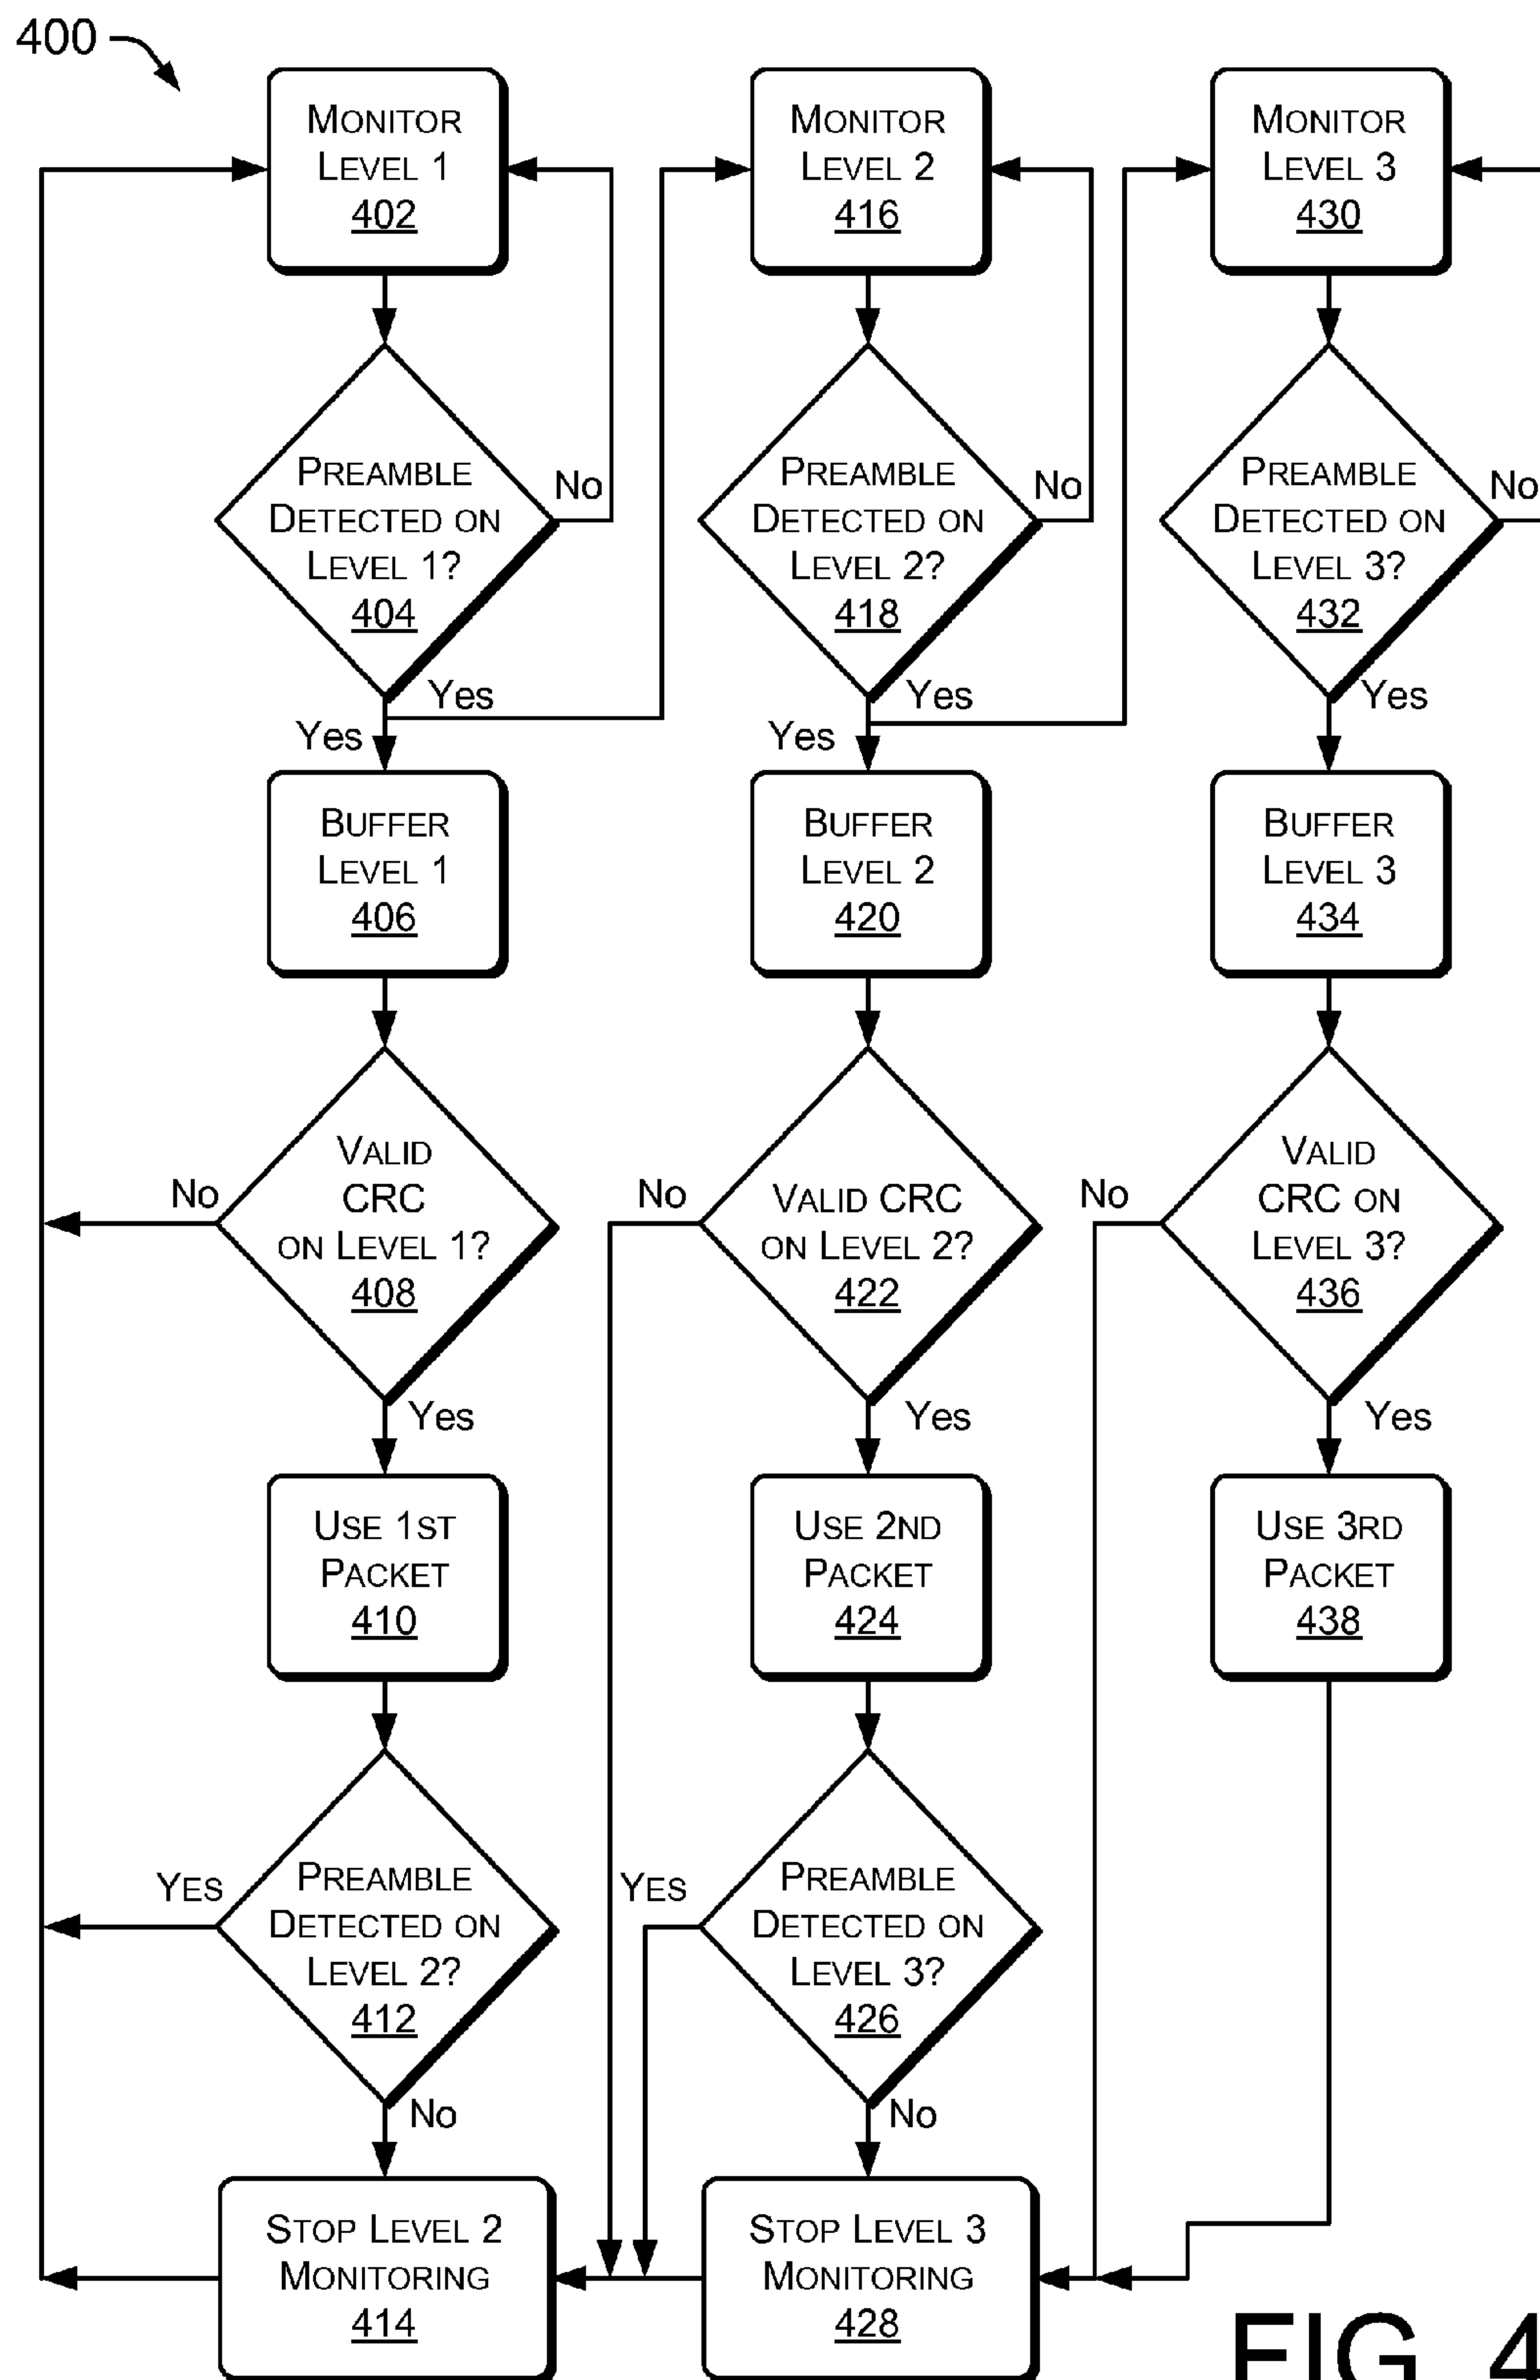 400
MONITOR
LEVEL 1
402
PREAMBLE
DETECTED ON
LEVEL 1?
404
No
Yes
Yes
BUFFER
LEVEL 1
406
VALID
CRC
ON LEVEL 1?
408
No
Yes
USE 1ST
PACKET
410
PREAMBLE
DETECTED ON
LEVEL 2?
412
YES
No
STOP LEVEL 2
MONITORING
414
MONITOR
LEVEL 2
416
PREAMBLE
DETECTED ON
LEVEL 2?
418
No
Yes
Yes
BUFFER
LEVEL 2
420
VALID CRC
ON LEVEL 2?
422
No
Yes
USE 2ND
PACKET
424
PREAMBLE
DETECTED ON
LEVEL 3?
426
YES
No
STOP LEVEL 3
MONITORING
428
MONITOR
LEVEL 3
430
PREAMBLE
DETECTED ON
LEVEL 3?
432
No
Yes
BUFFER
LEVEL 3
434
VALID
CRC ON
LEVEL 3?
436
No
Yes
USE 3RD
PACKET
438
FIG. 4